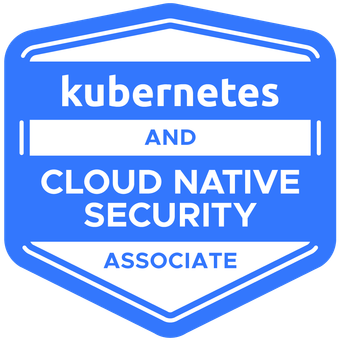 kubernetes
AND
CLOUD NATIVE
SECURITY
ASSOCIATE